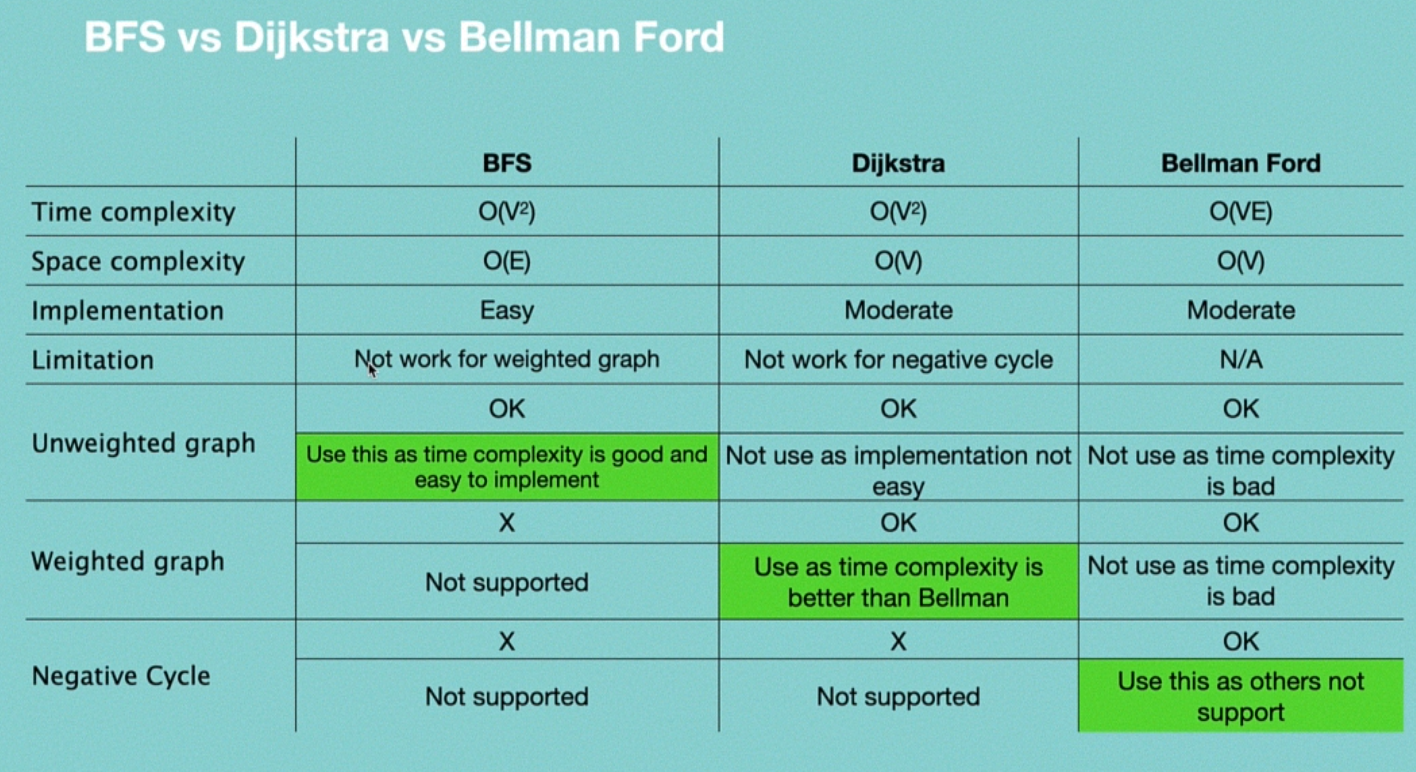 BFS vs Dijkstra vs Bellman Ford
BFS Dijkstra Bellman Ford
Time complexity O(V²) O(V²) O(VE)
Space complexity O(E) O(V) O(V)
Implementation Easy Moderate Moderate
Limitation Not work for weighted graph Not work for negative cycle N/A
Unweighted graph
OK OK OK
Use this as time complexity is good and
easy to implement
Not use as implementation not
easy
Not use as time complexity
is bad
Weighted graph
X OK OK
Not supported
Use as time complexity is
better than Bellman
Not use as time complexity
is bad
Negative Cycle
X X OK
Not supported
Not supported
Use this as others not
support